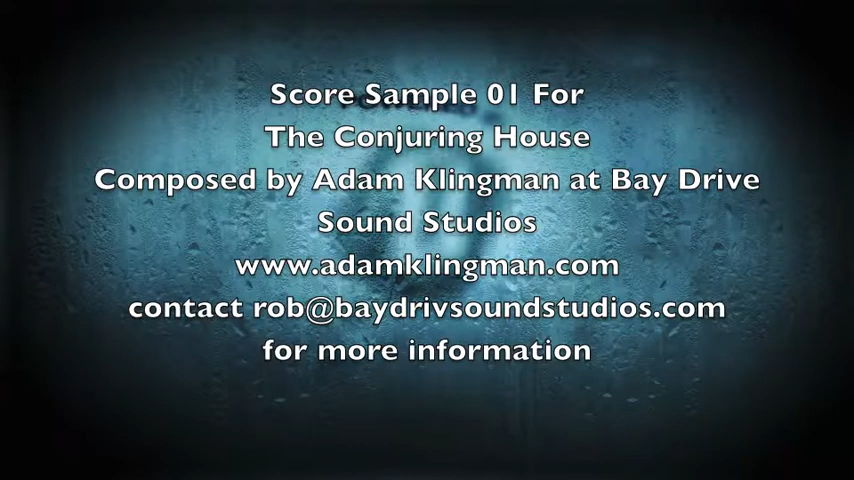 Score Sample 01 For
The Conjuring House
Composed by Adam Klingman at Bay Drive
Sound Studios
www.adamklingman.com
contact rob@baydrivsoundstudios.com
for more information